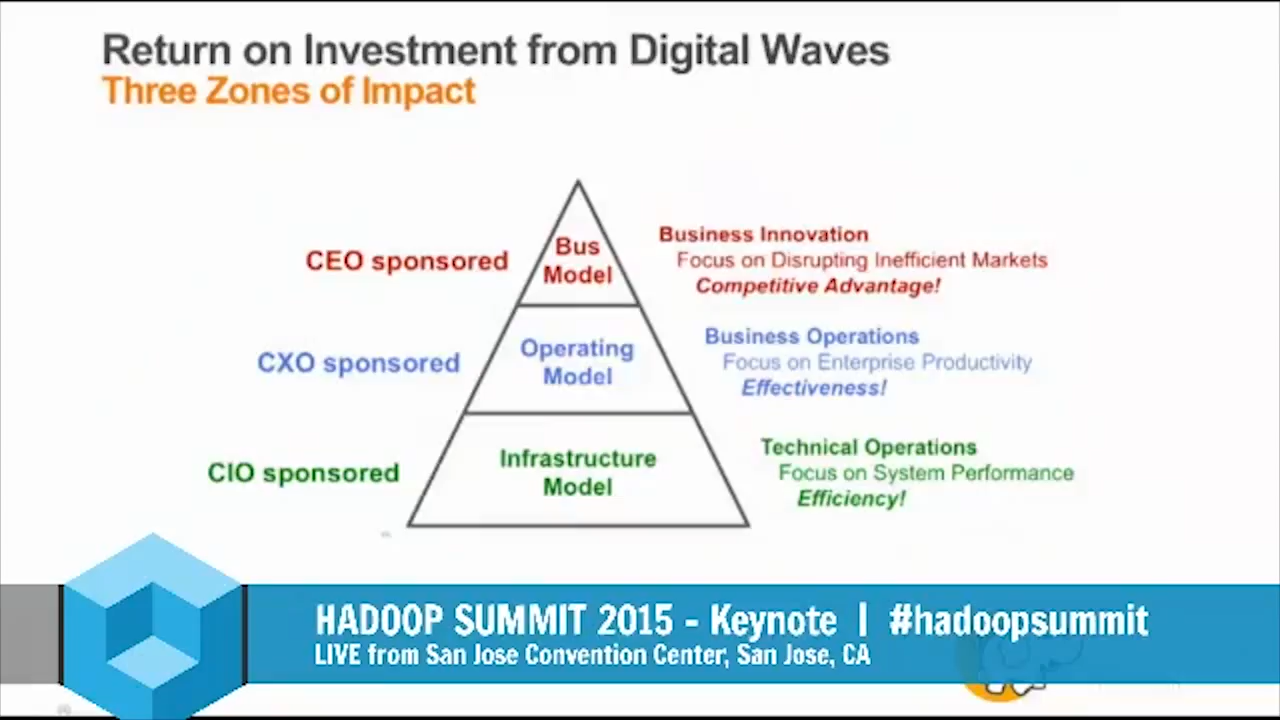 Return on Investment from Digital Waves
Three Zones of Impact
CEO sponsored
Bus
Model
Business Innovation
Focus on Disrupting Inefficient Markets
Competitive Advantage!
CXO sponsored
Operating
Model
Business Operations
Focus on Enterprise Productivity
Effectiveness!
CIO sponsored
Infrastructure
Model
Technical Operations
Focus on System Performance
Efficiency!
HADOOP SUMMIT 2015 - Keynote | #hadoopsummit
LIVE from San Jose Convention Center, San Jose, CA